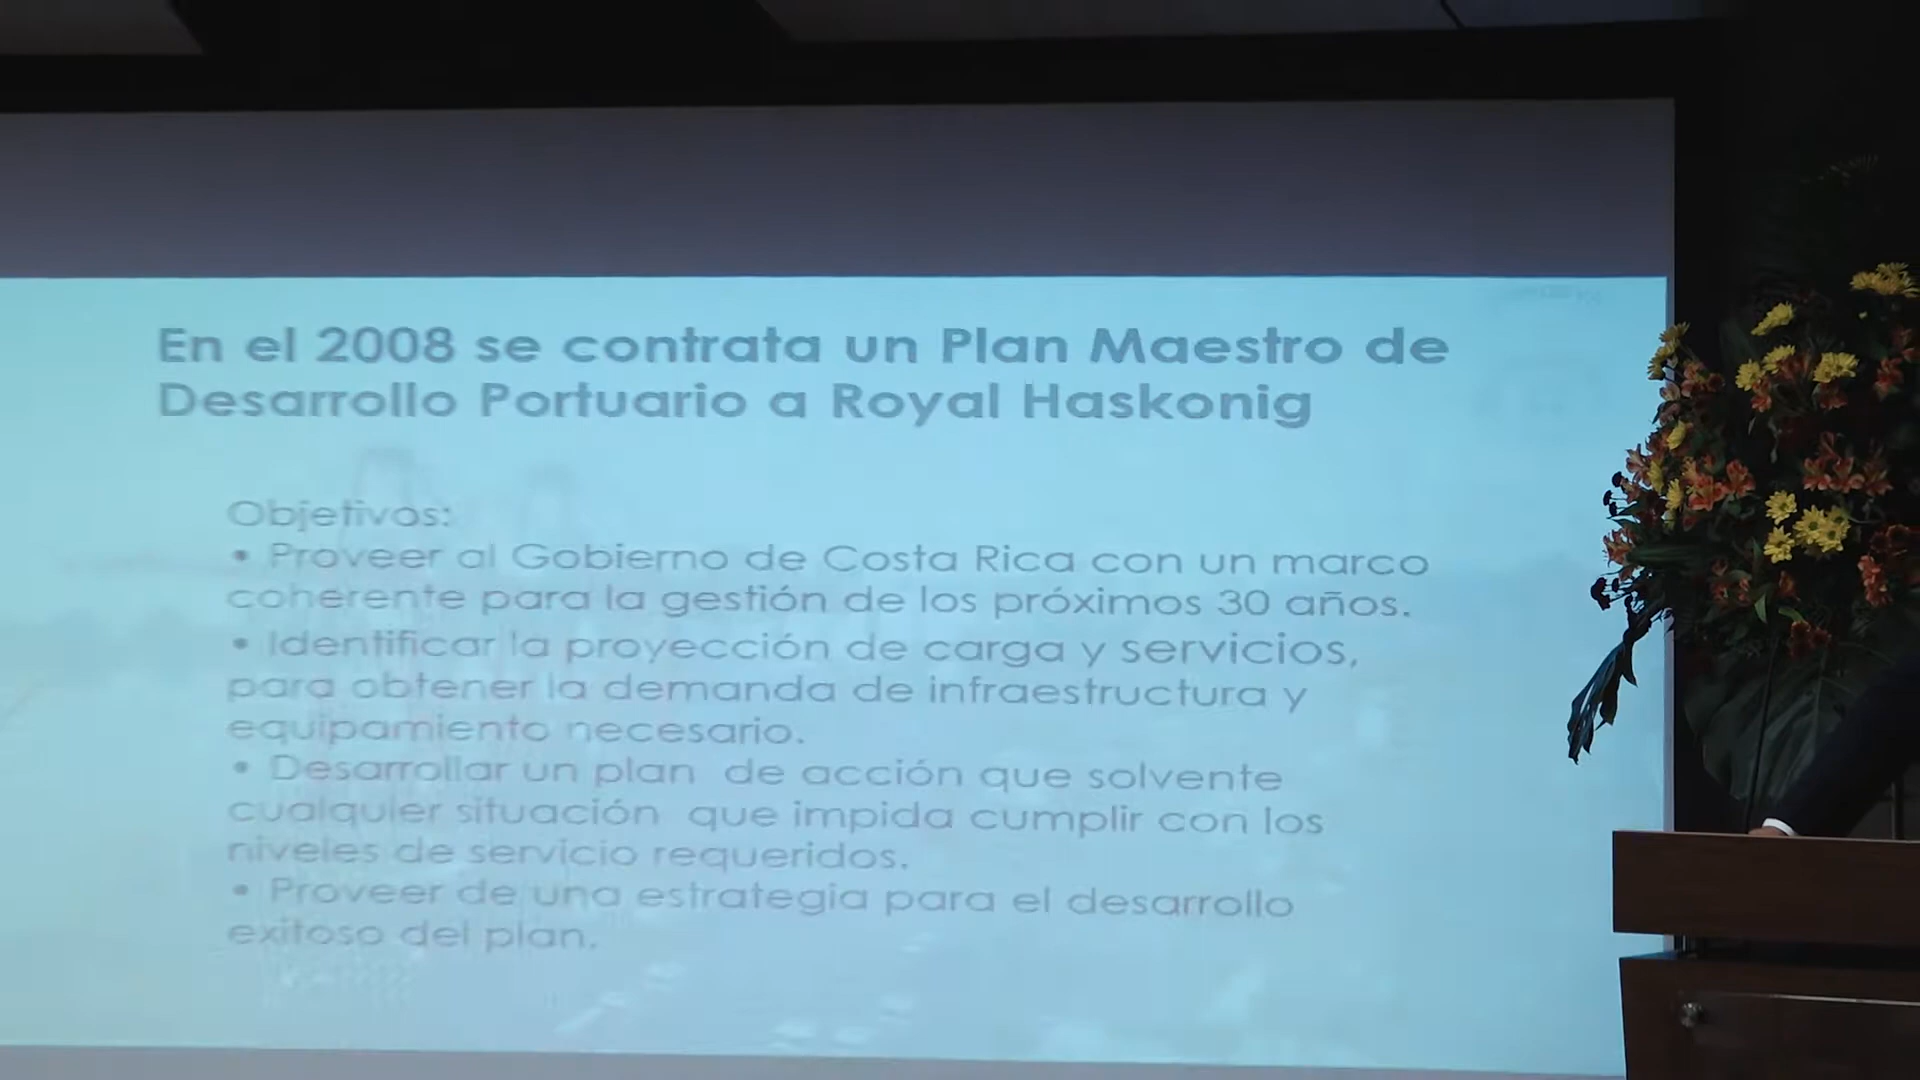 En el 2008 se contrata un Plan Maestro de
Desarrollo Portuario a Royal Haskonig
Objetivos:
• Proveer al Gobierno de Costa Rica con un marco
coherente para la gestión de los próximos 30 años.
• Identificar la proyección de carga y servicios,
para obtener la demanda de infraestructura y
equipamiento necesario.
• Desarrollar un plan de acción que solvente
cualquier situación que impida cumplir con los
niveles de servicio requeridos.
• Proveer de una estrategia para el desarrollo
exitoso del plan.